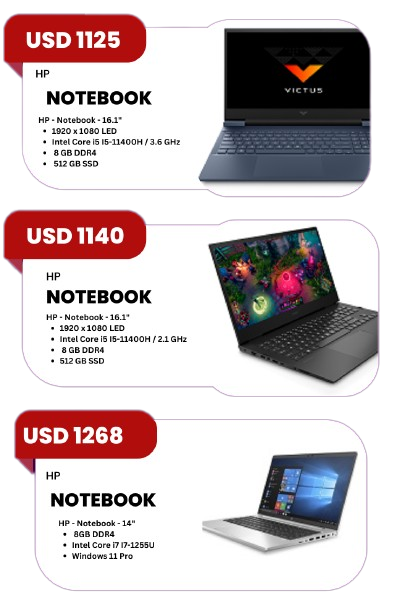 USD 1125
HP
NOTEBOOK
HP - Notebook - 16.1"
• 1920 x 1080 LED
• Intel Core i5 I5-11400H / 3.6 GHz
• 8 GB DDR4
• 512 GB SSD
VICTUS
USD 1140
HP
NOTEBOOK
HP - Notebook - 16.1"
• 1920 x 1080 LED
• Intel Core i5 I5-11400H / 2.1 GHz
• 8 GB DDR4
• 512 GB SSD
USD 1268
HP
NOTEBOOK
HP - Notebook - 14"
• 8GB DDR4
• Intel Core i7 I7-1255U
• Windows 11 Pro